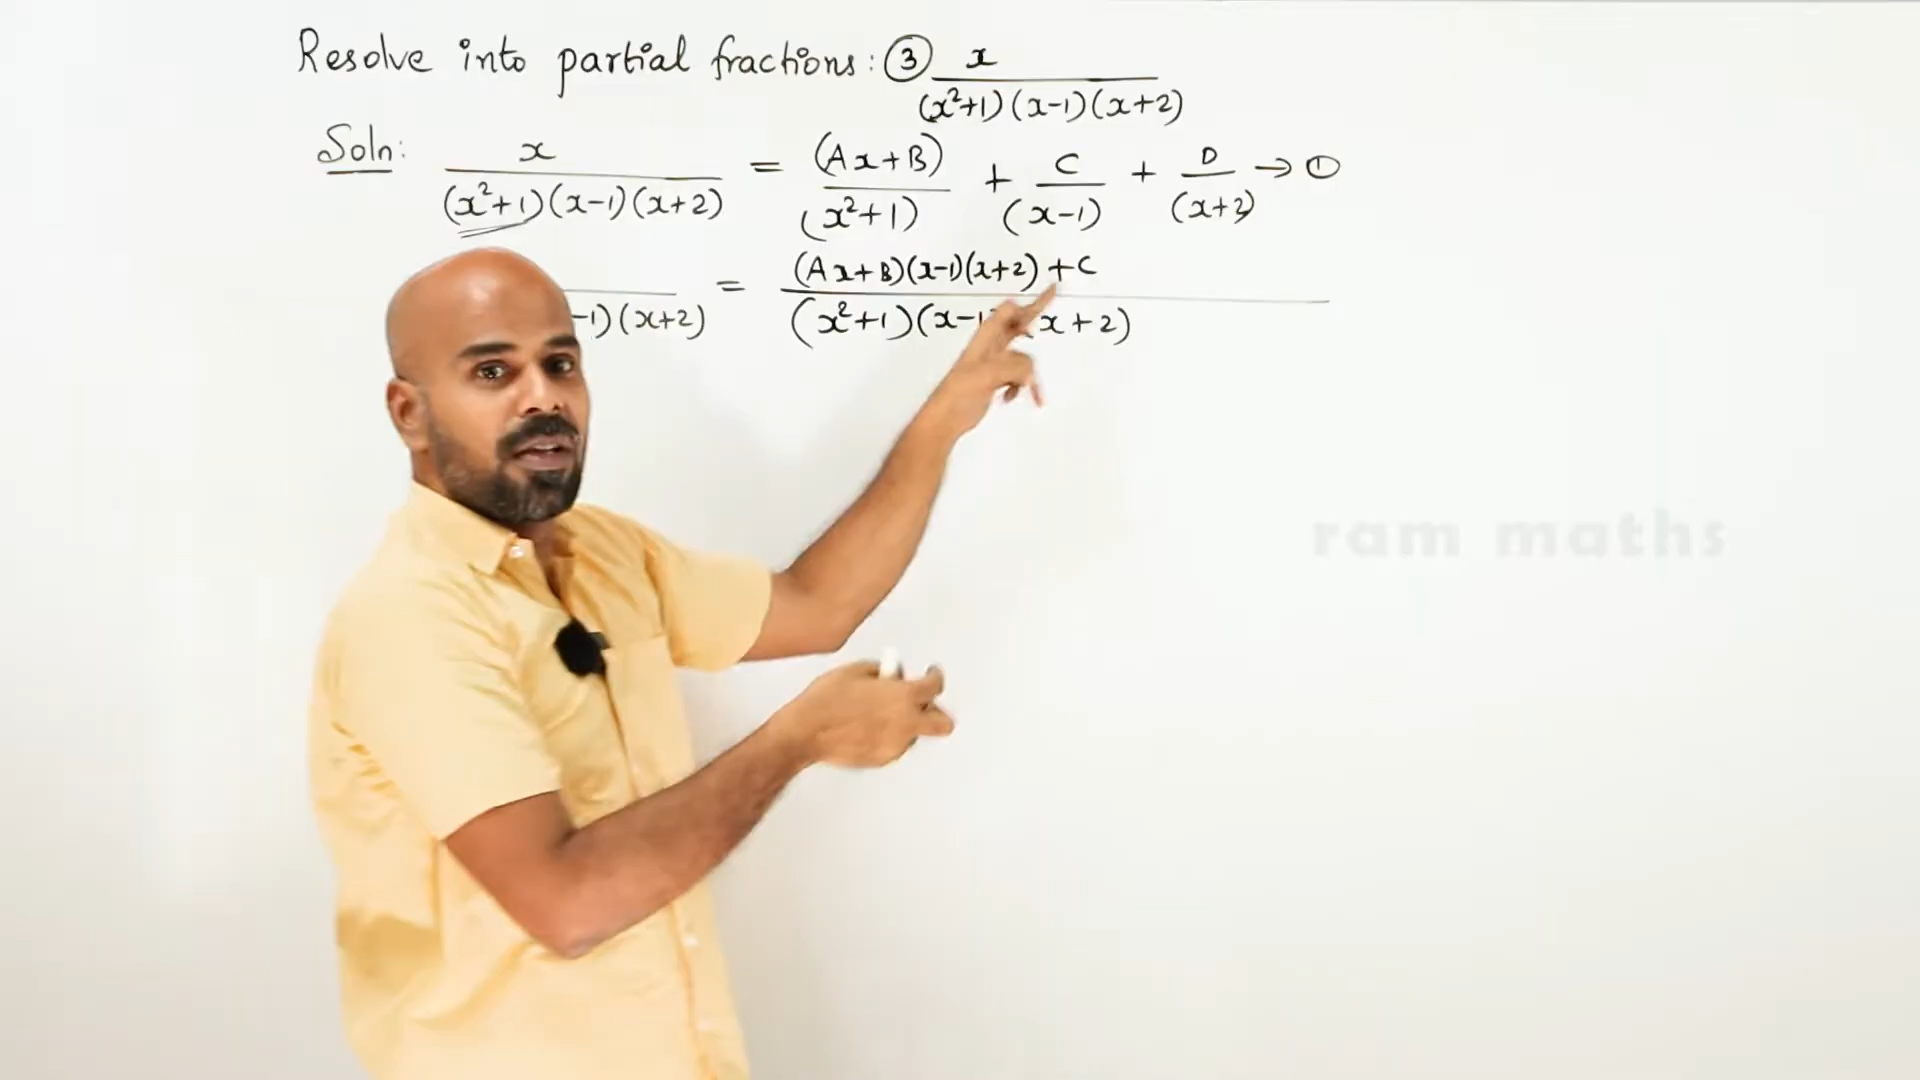 Resolve into partial fractions: ③ x
(x²+1)(x-1)(x+2)
Soln: x = (Ax+B) + C + D → ①
(x²+1)(x-1)(x+2) (x²+1) (x-1) (x+2)
= (Ax+B)(x-1)(x+2) + C
-1)(x+2) (x²+1)(x-1 x+2)
ram maths